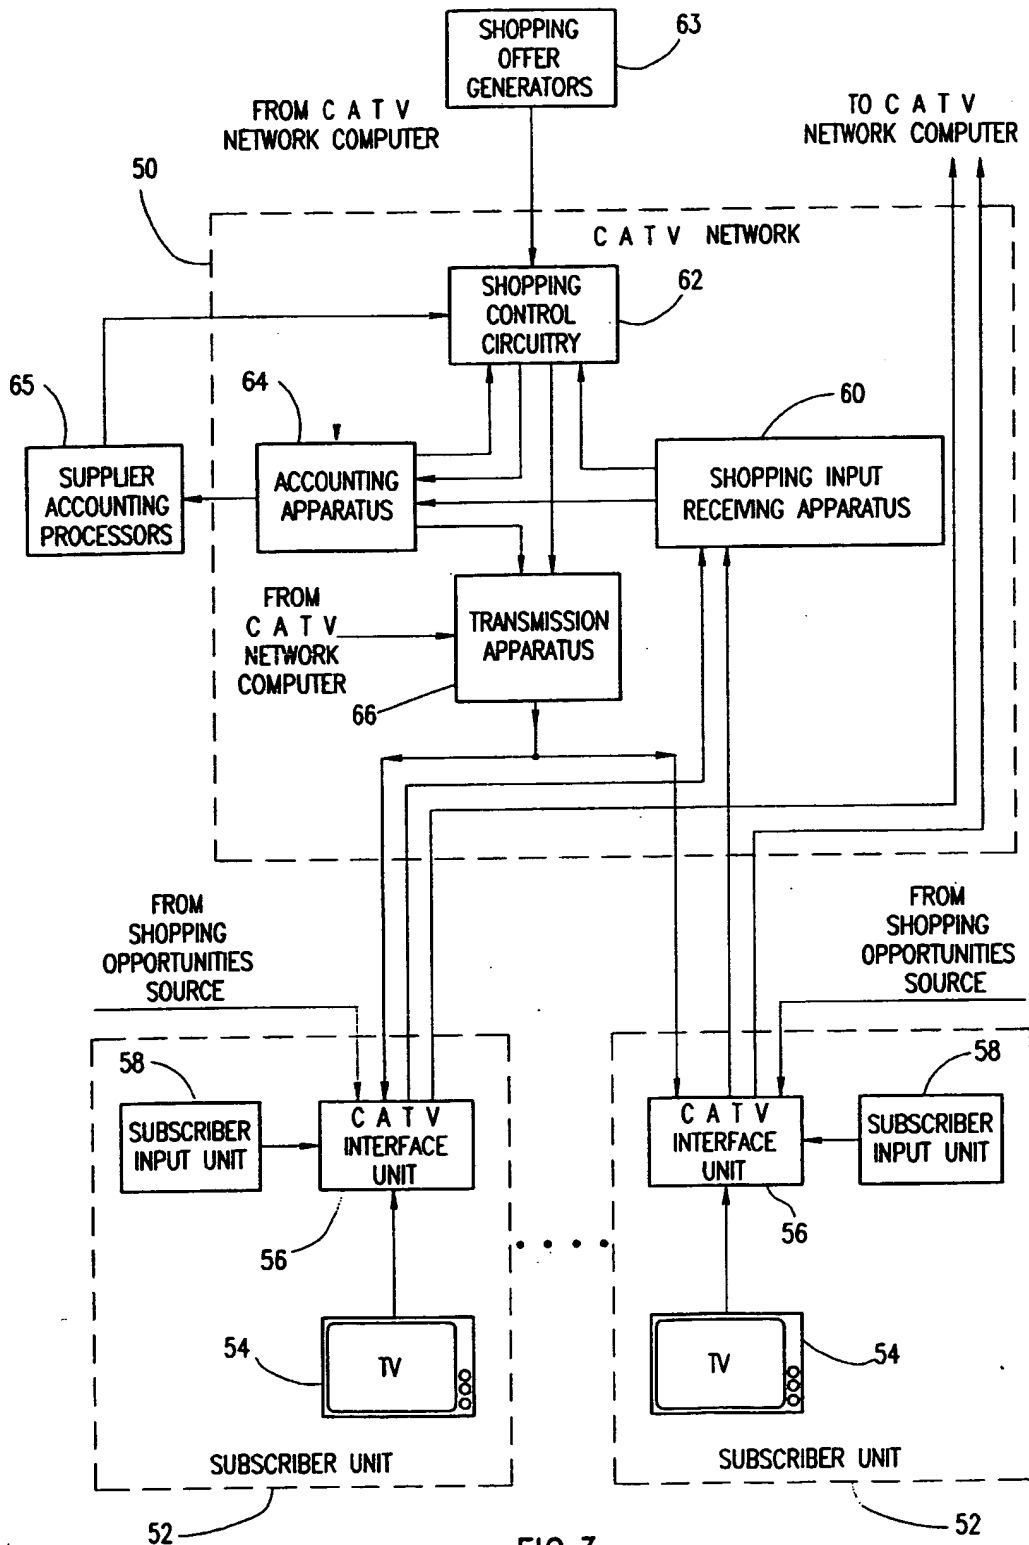 SHOPPING
OFFER
GENERATORS
63
FROM C A T V
NETWORK COMPUTER
TO C A T V
NETWORK COMPUTER
50
C A T V NETWORK
SHOPPING
CONTROL
CIRCUITRY
62
65
64
60
SUPPLIER
ACCOUNTING
PROCESSORS
ACCOUNTING
APPARATUS
SHOPPING INPUT
RECEIVING APPARATUS
FROM
C A T V
NETWORK
COMPUTER
TRANSMISSION
APPARATUS
66
FROM
SHOPPING
OPPORTUNITIES
SOURCE
FROM
SHOPPING
OPPORTUNITIES
SOURCE
58
SUBSCRIBER
INPUT UNIT
C A T V
INTERFACE
UNIT
56
C A T V
INTERFACE
UNIT
56
58
SUBSCRIBER
INPUT UNIT
54
TV
TV
54
SUBSCRIBER UNIT
SUBSCRIBER UNIT
52
52